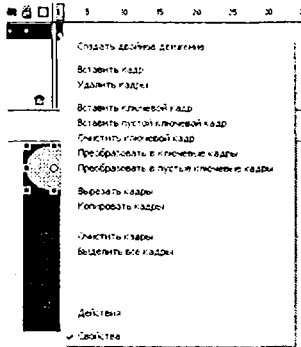 1 5 10 15 20 25 30
Создать двойное движение
Вставить кадр
Удалить кадры
Вставить ключевой кадр
Вставить пустой ключевой кадр
Очистить ключевой кадр
Преобразовать в ключевые кадры
Преобразовать в пустые ключевые кадры
Вырезать кадры
Копировать кадры
Очистить кадры
Выделить все кадры
Действия
Свойства